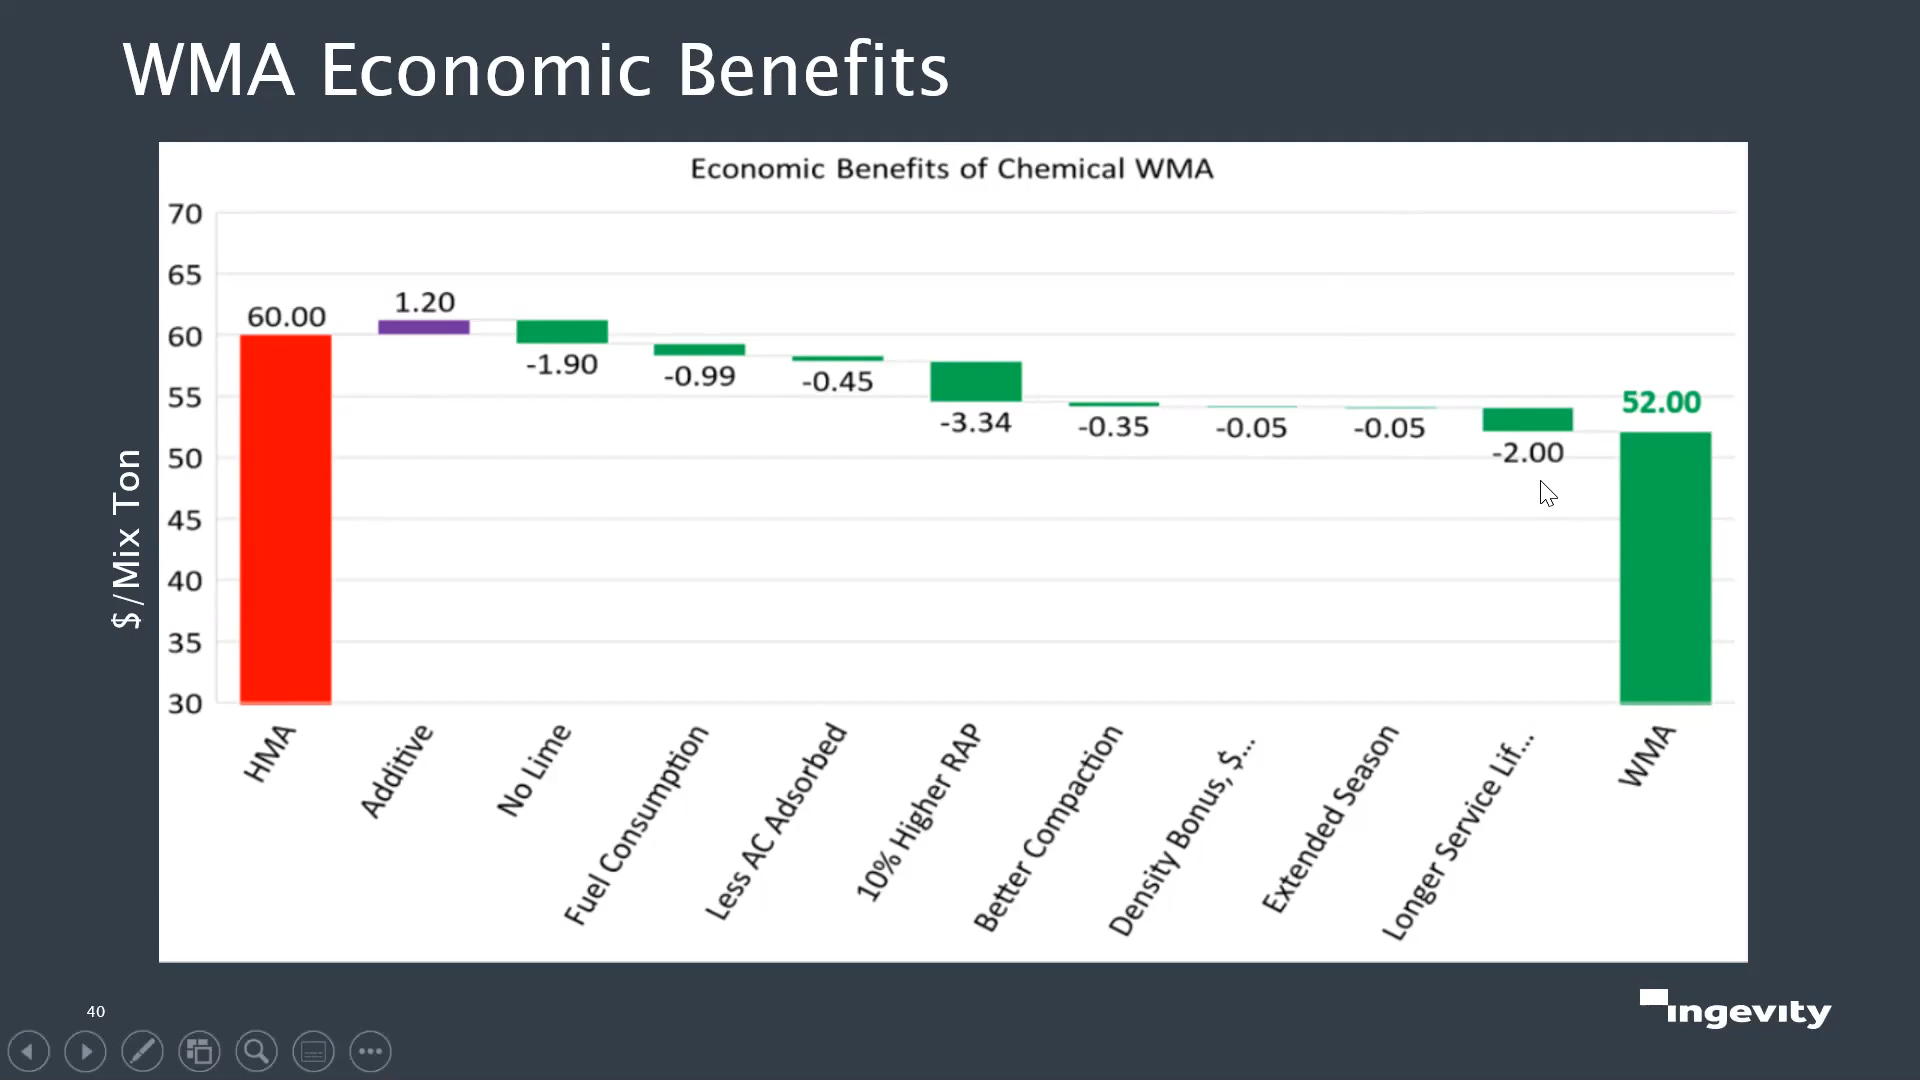 WMA Economic Benefits
Economic Benefits of Chemical WMA
$/Mix Ton
70
65
60
55
50
45
40
35
30
60.00
1.20
-1.90
-0.99
-0.45
-3.34
-0.35
-0.05
-0.05
-2.00
52.00
HMA
Additive
No Lime
Fuel Consumption
Less AC Adsorbed
10% Higher RAP
Better Compaction
Density Bonus, $...
Extended Season
Longer Service Lif...
WMA
40
ingevity